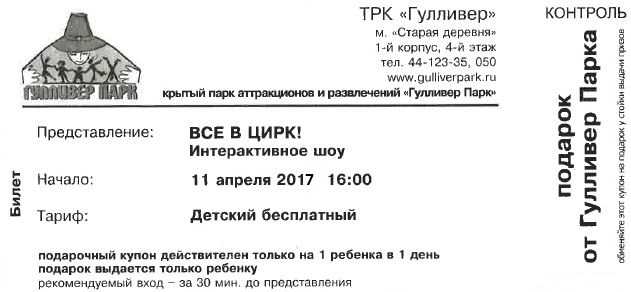 ТРК «Гулливер»
м. «Старая деревня»
1-й корпус, 4-й этаж
тел. 44-123-35, 050
www.gulliverpark.ru
ГУЛЛИВЕР ПАРК
крытый парк аттракционов и развлечений «Гулливер Парк»
Билет
Представление: ВСЕ В ЦИРК!
Интерактивное шоу
Начало: 11 апреля 2017 16:00
Тариф: Детский бесплатный
подарочный купон действителен только на 1 ребенка в 1 день
подарок выдается только ребенку
рекомендуемый вход – за 30 мин. до представления
КОНТРОЛЬ
подарок
от Гулливер Парка
обменяйте этот купон на подарок у стойки выдачи призов